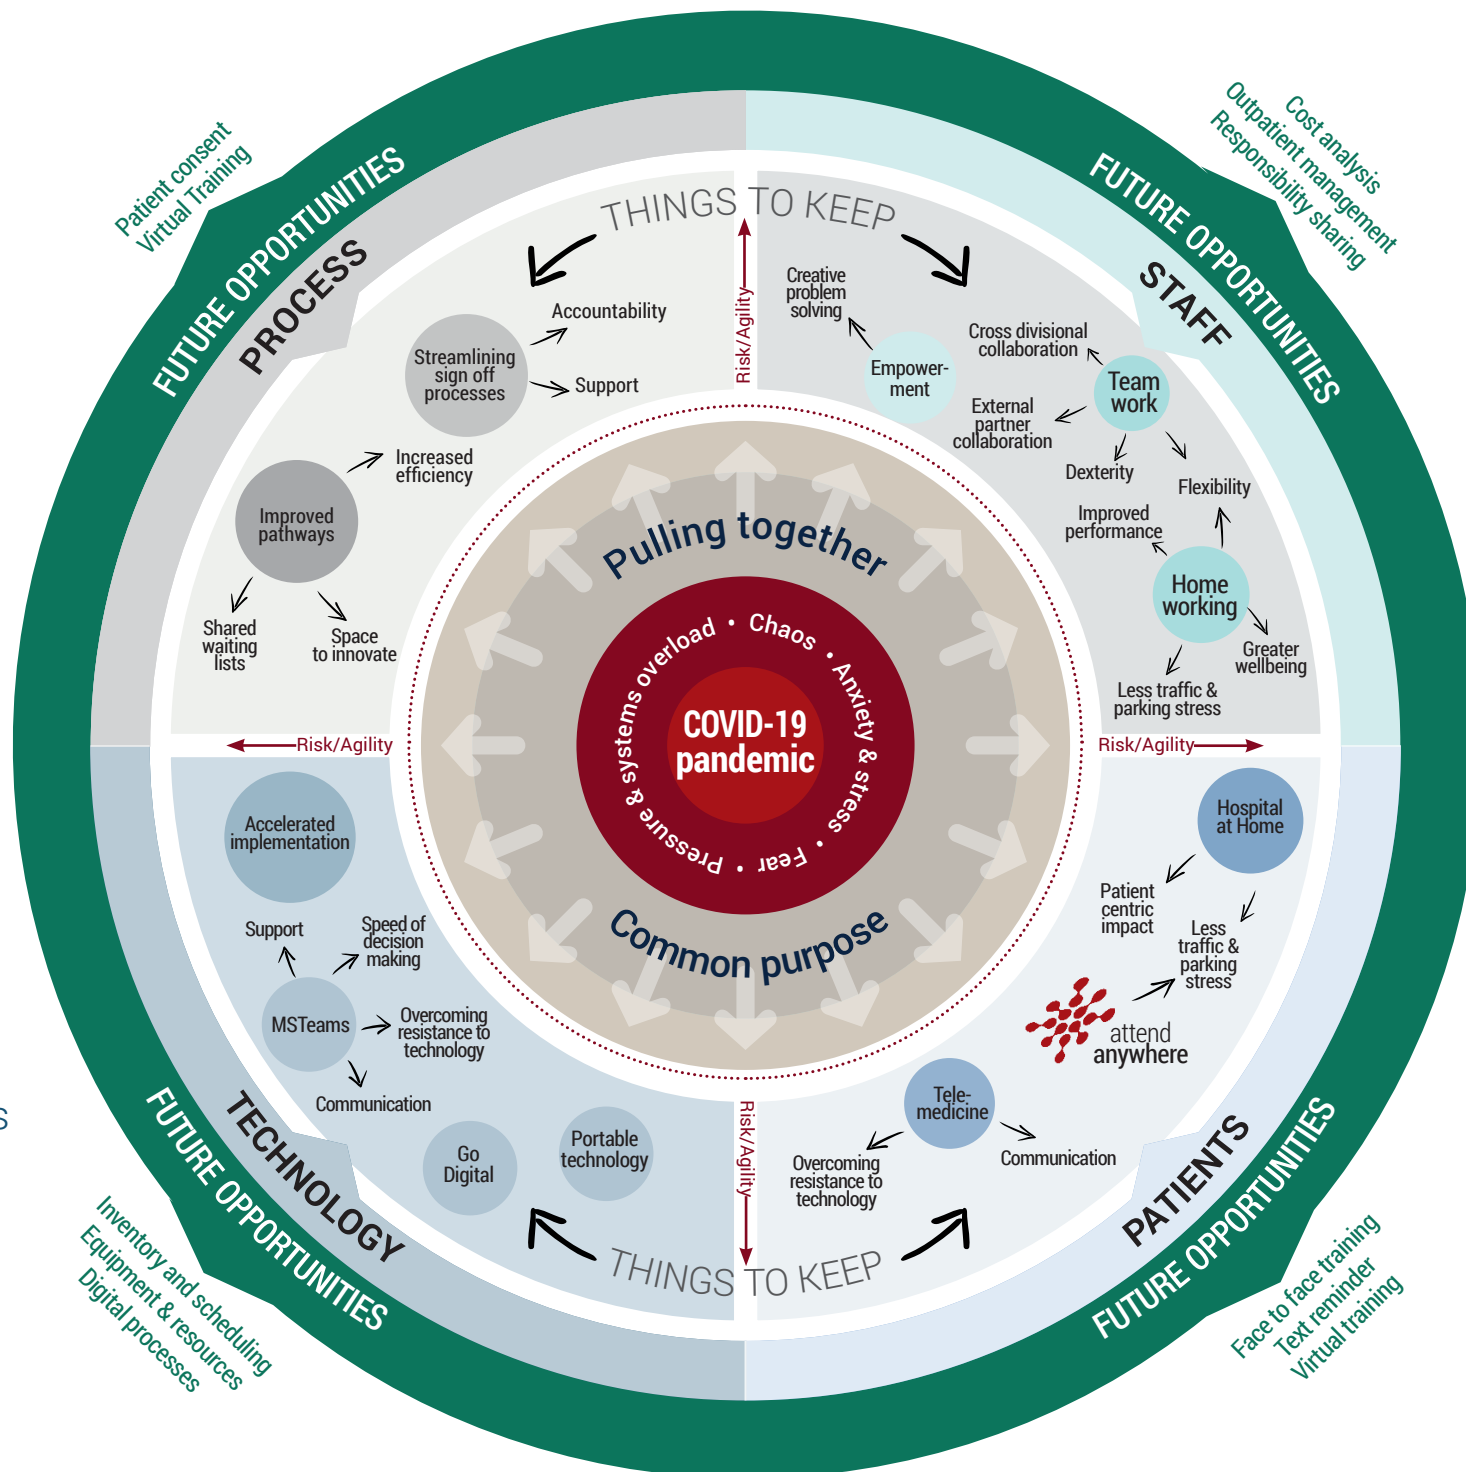 Patient consent
Virtual Training
FUTURE OPPORTUNITIES
PROCESS
Cost analysis
Outpatient management
Responsibility sharing
FUTURE OPPORTUNITIES
STAFF
THINGS TO KEEP
Risk/Agility
Accountability
Streamlining
sign off
processes
Support
Increased
efficiency
Improved
pathways
Shared
waiting
lists
Space
to innovate
Creative
problem
solving
Empower-
ment
Cross divisional
collaboration
Team
work
External
partner
collaboration
Dexterity
Flexibility
Improved
performance
Home
working
Greater
wellbeing
Less traffic &
parking stress
Pulling together
Pressure & systems overload • Chaos • Anxiety & stress • Fear •
COVID-19
pandemic
Common purpose
Risk/Agility
Risk/Agility
Accelerated
implementation
Support
Speed of
decision
making
MSTeams
Overcoming
resistance to
technology
Communication
Go
Digital
Portable
technology
Hospital
at Home
Patient
centric
impact
Less
traffic &
parking
stress
attend
anywhere
Tele-
medicine
Overcoming
resistance to
technology
Communication
Risk/Agility
THINGS TO KEEP
S
TECHNOLOGY
FUTURE OPPORTUNITIES
Inventory and scheduling
Equipment & resources
Digital processes
PATIENTS
FUTURE OPPORTUNITIES
Face to face training
Text reminder
Virtual training